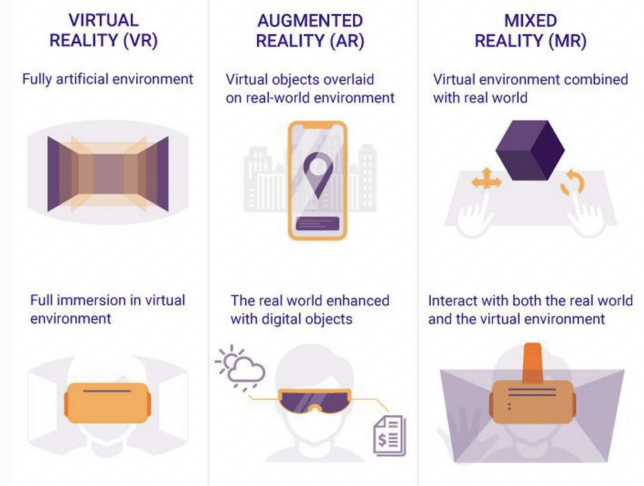 VIRTUAL
REALITY (VR)
Fully artificial environment
Full immersion in virtual
environment
AUGMENTED
REALITY (AR)
Virtual objects overlaid
on real-world environment
The real world enhanced
with digital objects
$
MIXED
REALITY (MR)
Virtual environment combined
with real world
Interact with both the real world
and the virtual environment